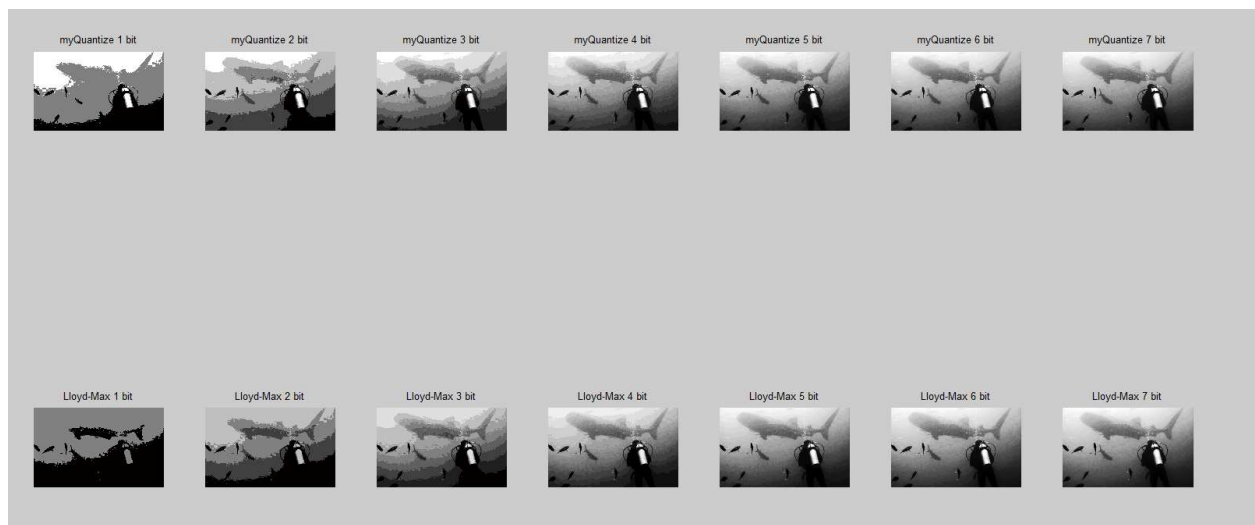 myQuantize 1 bit myQuantize 2 bit myQuantize 3 bit myQuantize 4 bit myQuantize 5 bit myQuantize 6 bit myQuantize 7 bit
Lloyd-Max 1 bit Lloyd-Max 2 bit Lloyd-Max 3 bit Lloyd-Max 4 bit Lloyd-Max 5 bit Lloyd-Max 6 bit Lloyd-Max 7 bit